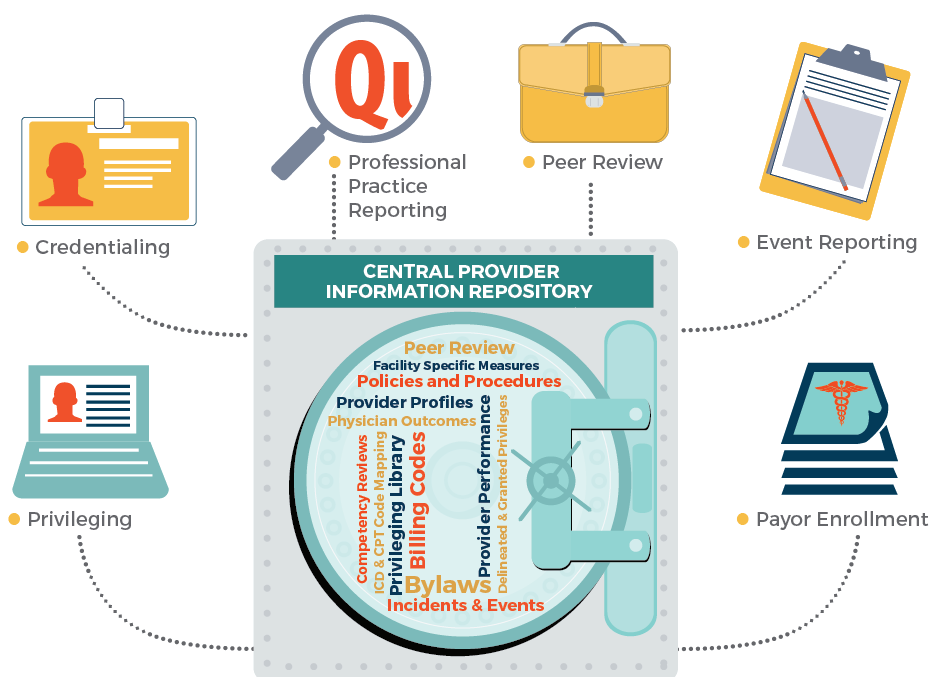 QI
Professional
Practice
Reporting
Peer Review
Credentialing
Event Reporting
CENTRAL PROVIDER
INFORMATION REPOSITORY
Peer Review
Facility Specific Measures
Policies and Procedures
Provider Profiles
Physician Outcomes
Competency Reviews
ICD & CPT Code Mapping
Privileging Library
Billing Codes
Provider Performance
Delineated & Granted Privileges
Bylaws
Incidents & Events
Privileging
Payor Enrollment